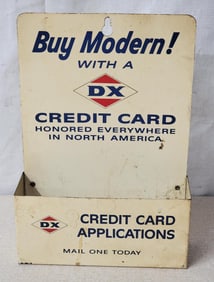 Buy Modern!
WITH A
DX
CREDIT CARD
HONORED EVERYWHERE
IN NORTH AMERICA
DX
CREDIT CARD
APPLICATIONS
MAIL ONE TODAY